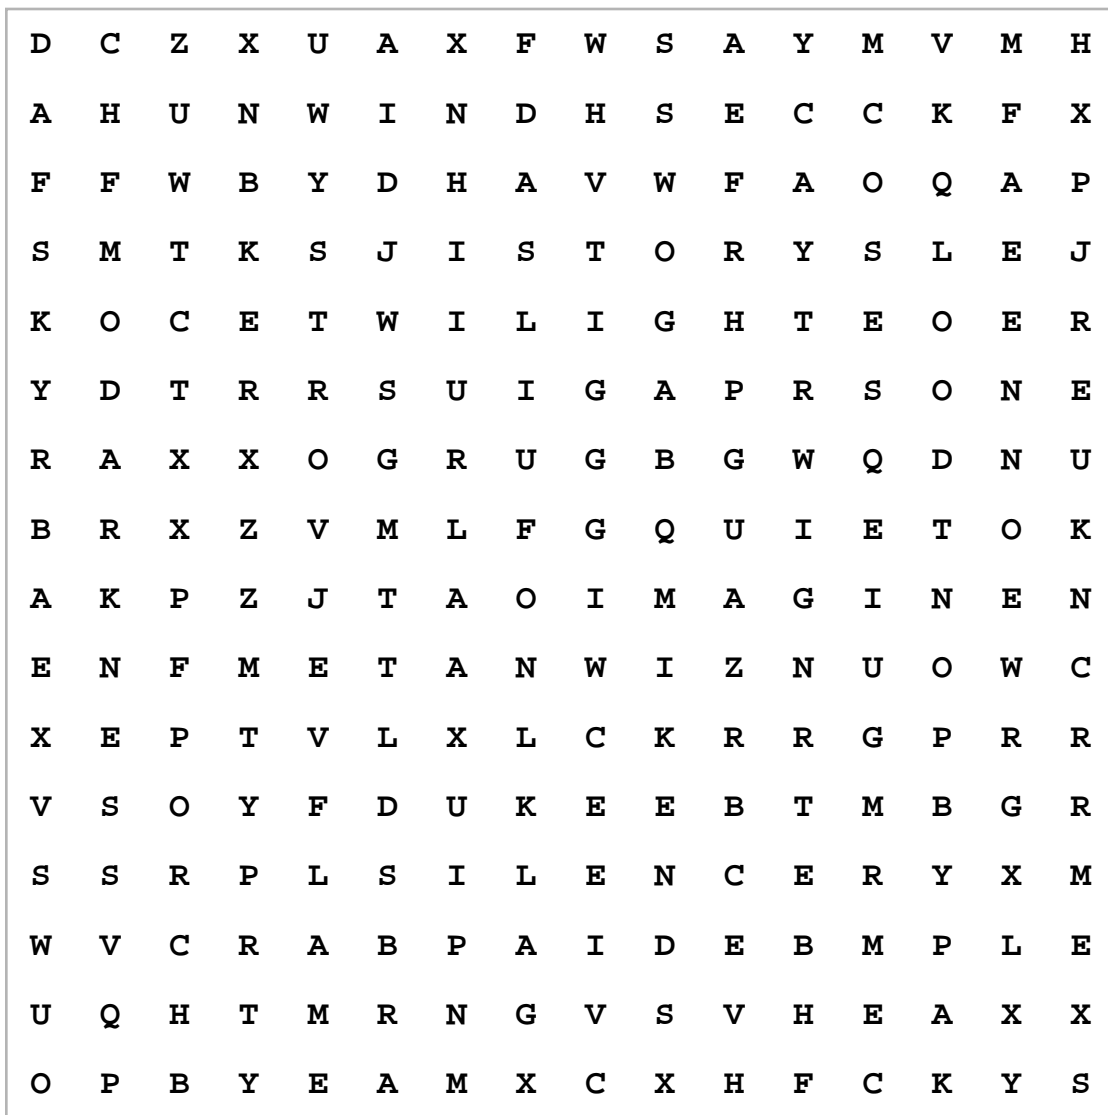 D C Z X U A X F W S A Y M V M H
A H U N W I N D H S E C C K F X
F F W B Y D H A V W F A O Q A P
S M T K S J I S T O R Y S L E J
K O C E T W I L I G H T E O E R
Y D T R R S U I G A P R S O N E
R A X X O G R U G B G W Q D N U
B R X Z V M L F G Q U I E T O K
A K P Z J T A O I M A G I N E N
E N F M E T A N W I Z N U O W C
X E P T V L X L C K R R G P R R
V S O Y F D U K E E B T M B G R
S S R P L S I L E N C E R Y X M
W V C R A B P A I D E B M P L E
U Q H T M R N G V S V H E A X X
O P B Y E A M X C X H F C K Y S